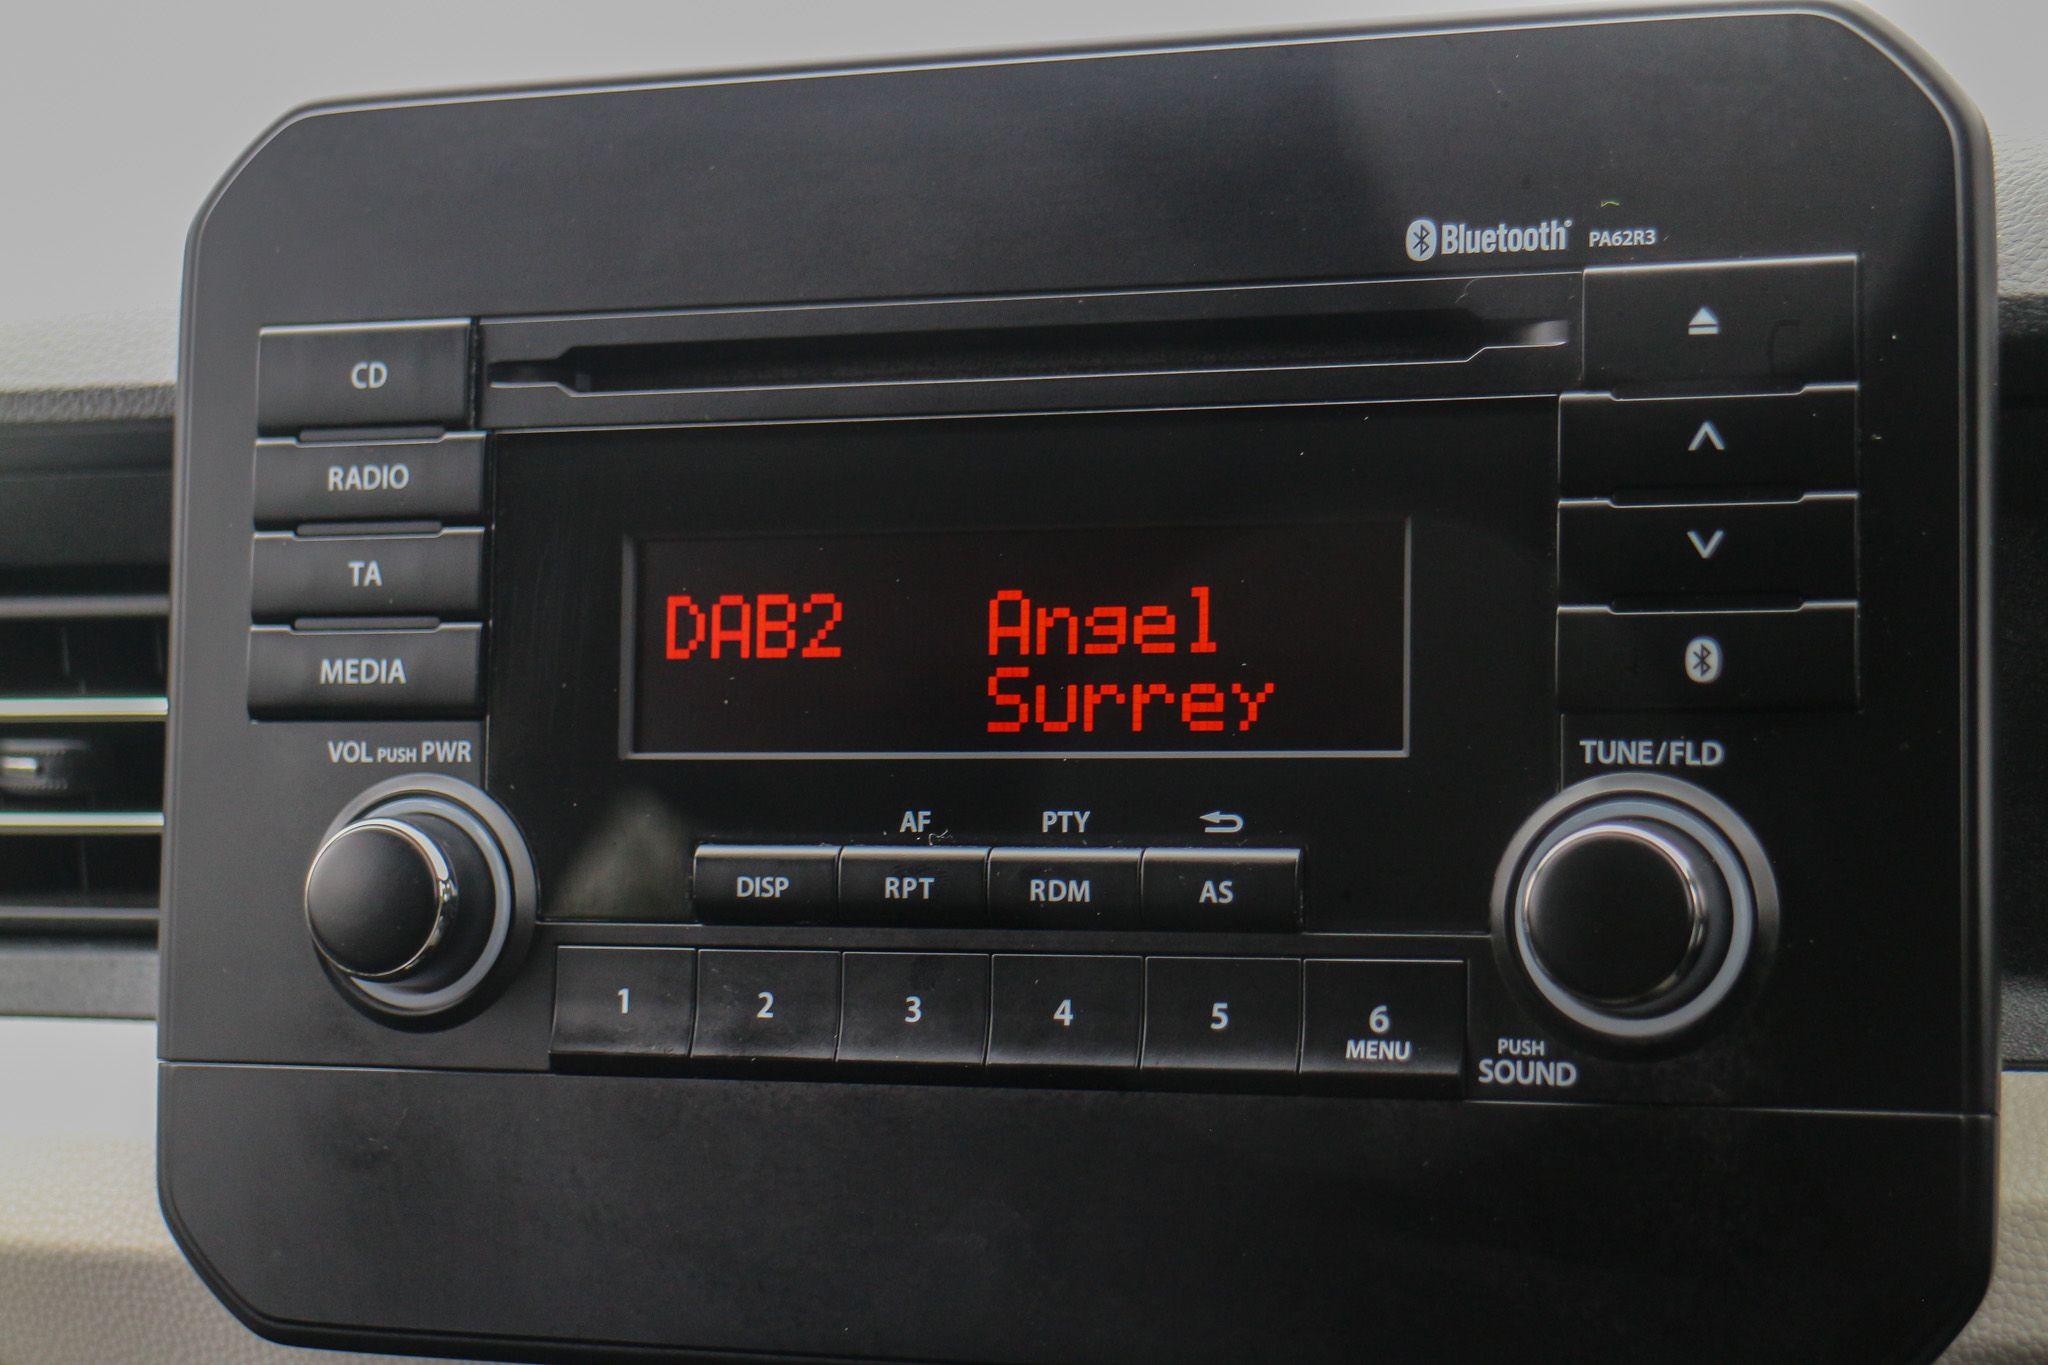 Bluetooth® PA62R3
CD
RADIO
TA
MEDIA
DAB2 Angel
Surrey
VOL PUSH PWR
TUNE/FLD
AF PTY
DISP RPT RDM AS
1 2 3 4 5 6
MENU
PUSH
SOUND